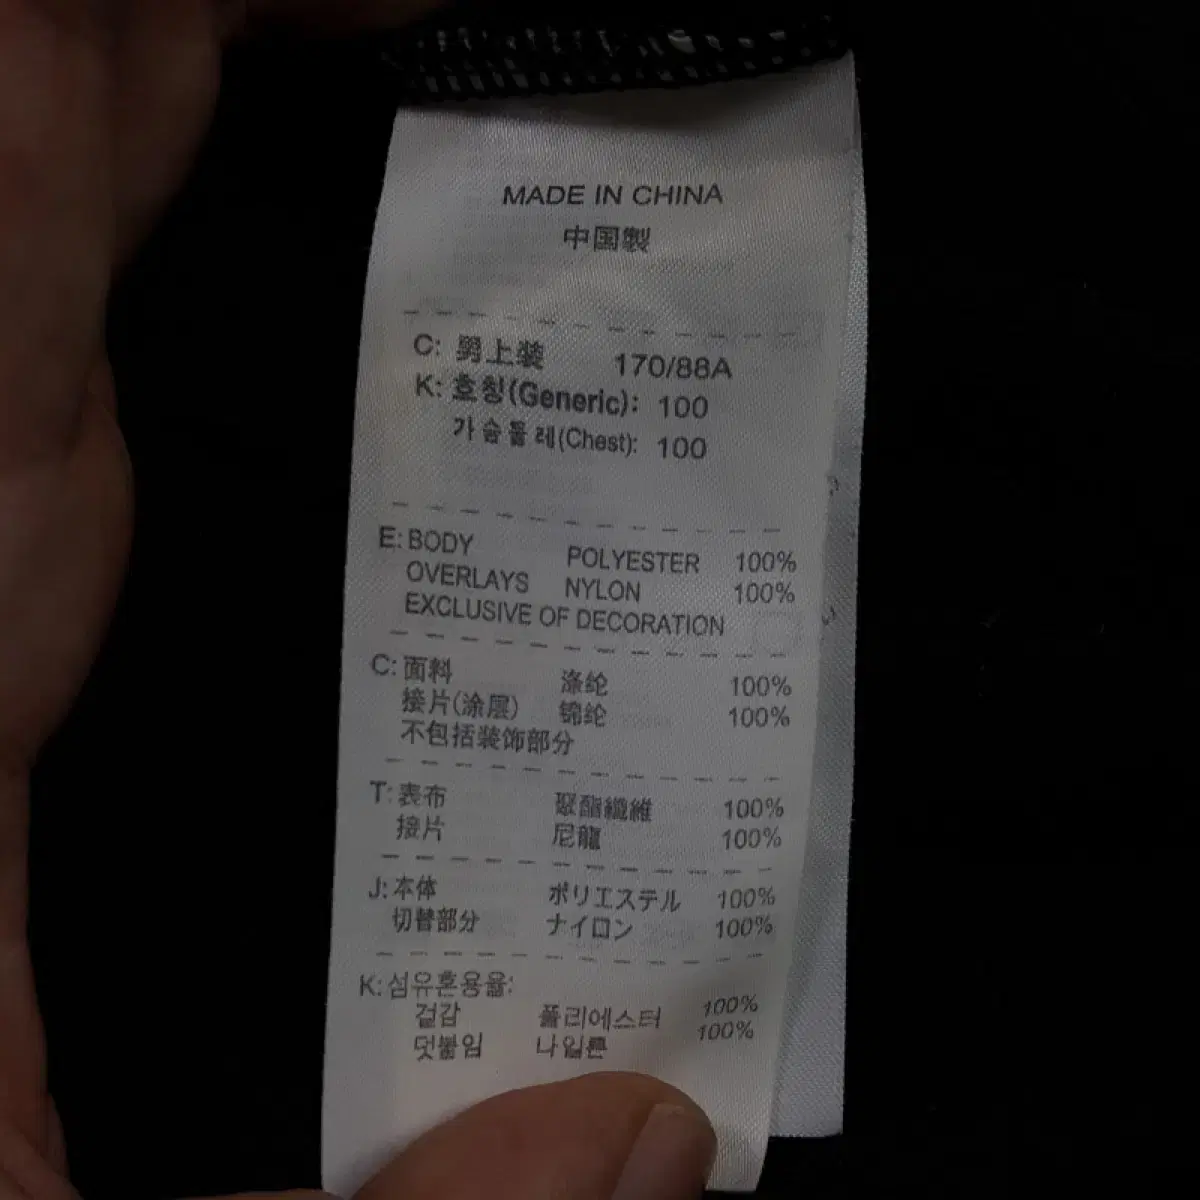 MADE IN CHINA
中国製
C: 男上装 170/88A
K: 호칭(Generic): 100
가슴둘레(Chest): 100
E: BODY POLYESTER 100%
OVERLAYS NYLON 100%
EXCLUSIVE OF DECORATION
C: 面料 涤纶 100%
接片(涂层) 锦纶 100%
不包括装饰部分
T: 表布 聚酯纖維 100%
接片 尼龍 100%
J: 本体 ポリエステル 100%
切替部分 ナイロン 100%
K: 섬유혼용율:
겉감 폴리에스터 100%
덧붙임 나일론 100%